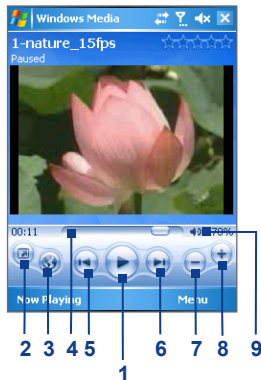 Windows Media
1-nature_15fps
Paused
00:11 70%
Now Playing Menu
2 3 4 5 1 6 7 8 9